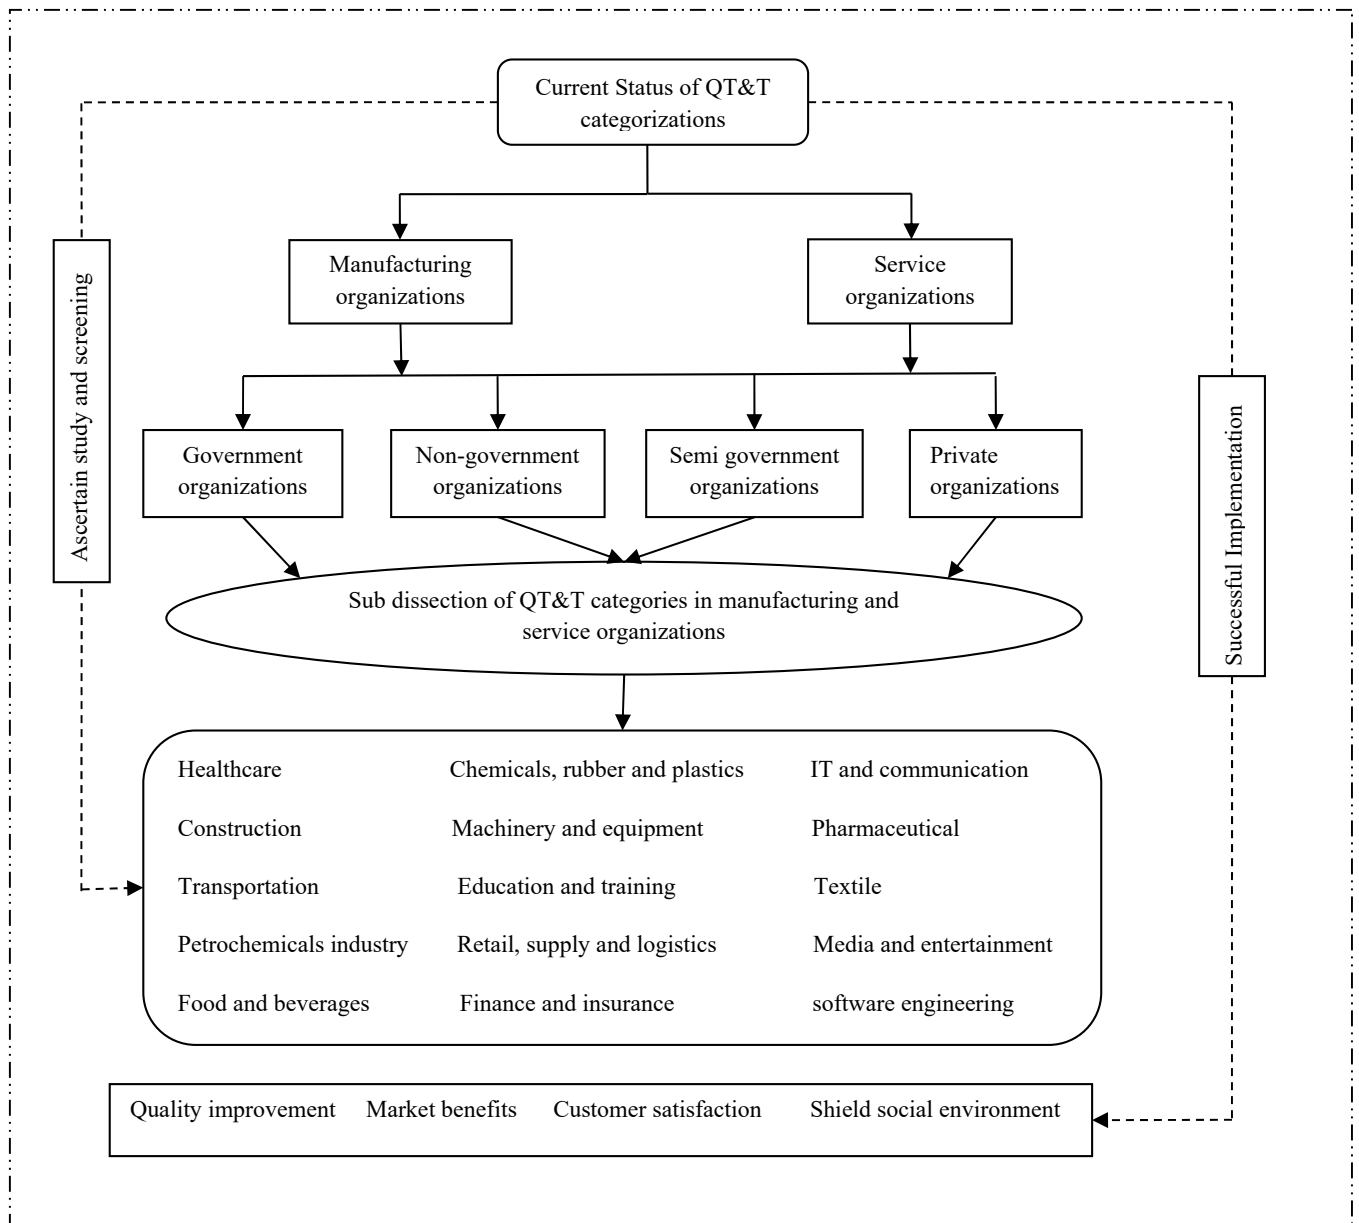 Current Status of QT&T
categorizations
Manufacturing
organizations
Service
organizations
Ascertain study and screening
Successful Implementation
Government
organizations
Non-government
organizations
Semi government
organizations
Private
organizations
Sub dissection of QT&T categories in manufacturing and
service organizations
Healthcare Chemicals, rubber and plastics IT and communication
Construction Machinery and equipment Pharmaceutical
Transportation Education and training Textile
Petrochemicals industry Retail, supply and logistics Media and entertainment
Food and beverages Finance and insurance software engineering
Quality improvement Market benefits Customer satisfaction Shield social environment